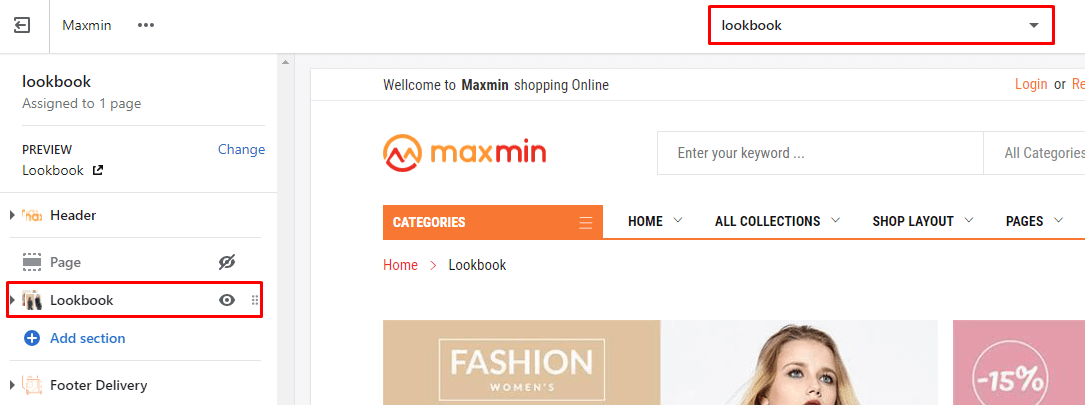 Maxmin
lookbook
lookbook
Assigned to 1 page
PREVIEW
Change
Lookbook
Header
Page
Lookbook
Add section
Footer Delivery
Wellcome to Maxmin shopping Online
Login or Re
maxmin
Enter your keyword ...
All Categories
CATEGORIES
HOME
ALL COLLECTIONS
SHOP LAYOUT
PAGES
Home > Lookbook
FASHION
WOMEN'S
-15%